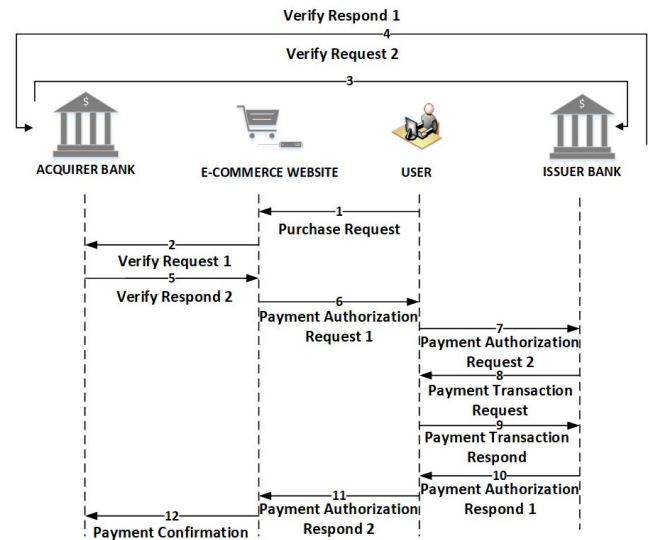 Verify Respond 1
4
Verify Request 2
3
$
$
ACQUIRER BANK
E-COMMERCE WEBSITE
USER
ISSUER BANK
1
Purchase Request
2
Verify Request 1
5
Verify Respond 2
6
Payment Authorization
Request 1
7
Payment Authorization
Request 2
8
Payment Transaction
Request
9
Payment Transaction
Respond
10
Payment Authorization
Respond 1
11
Payment Authorization
Respond 2
12
Payment Confirmation